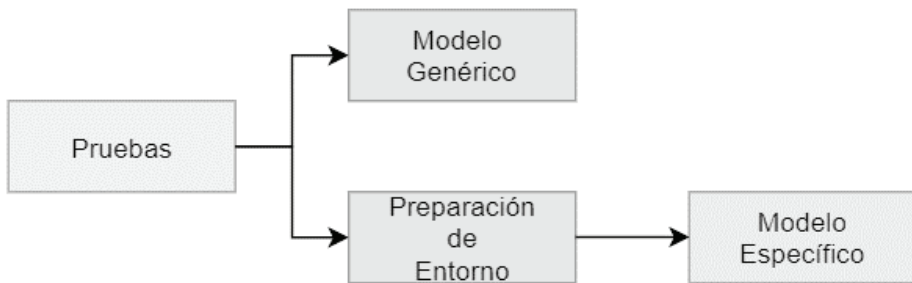 Modelo
Genérico
Pruebas
Preparación
de
Entorno
Modelo
Específico